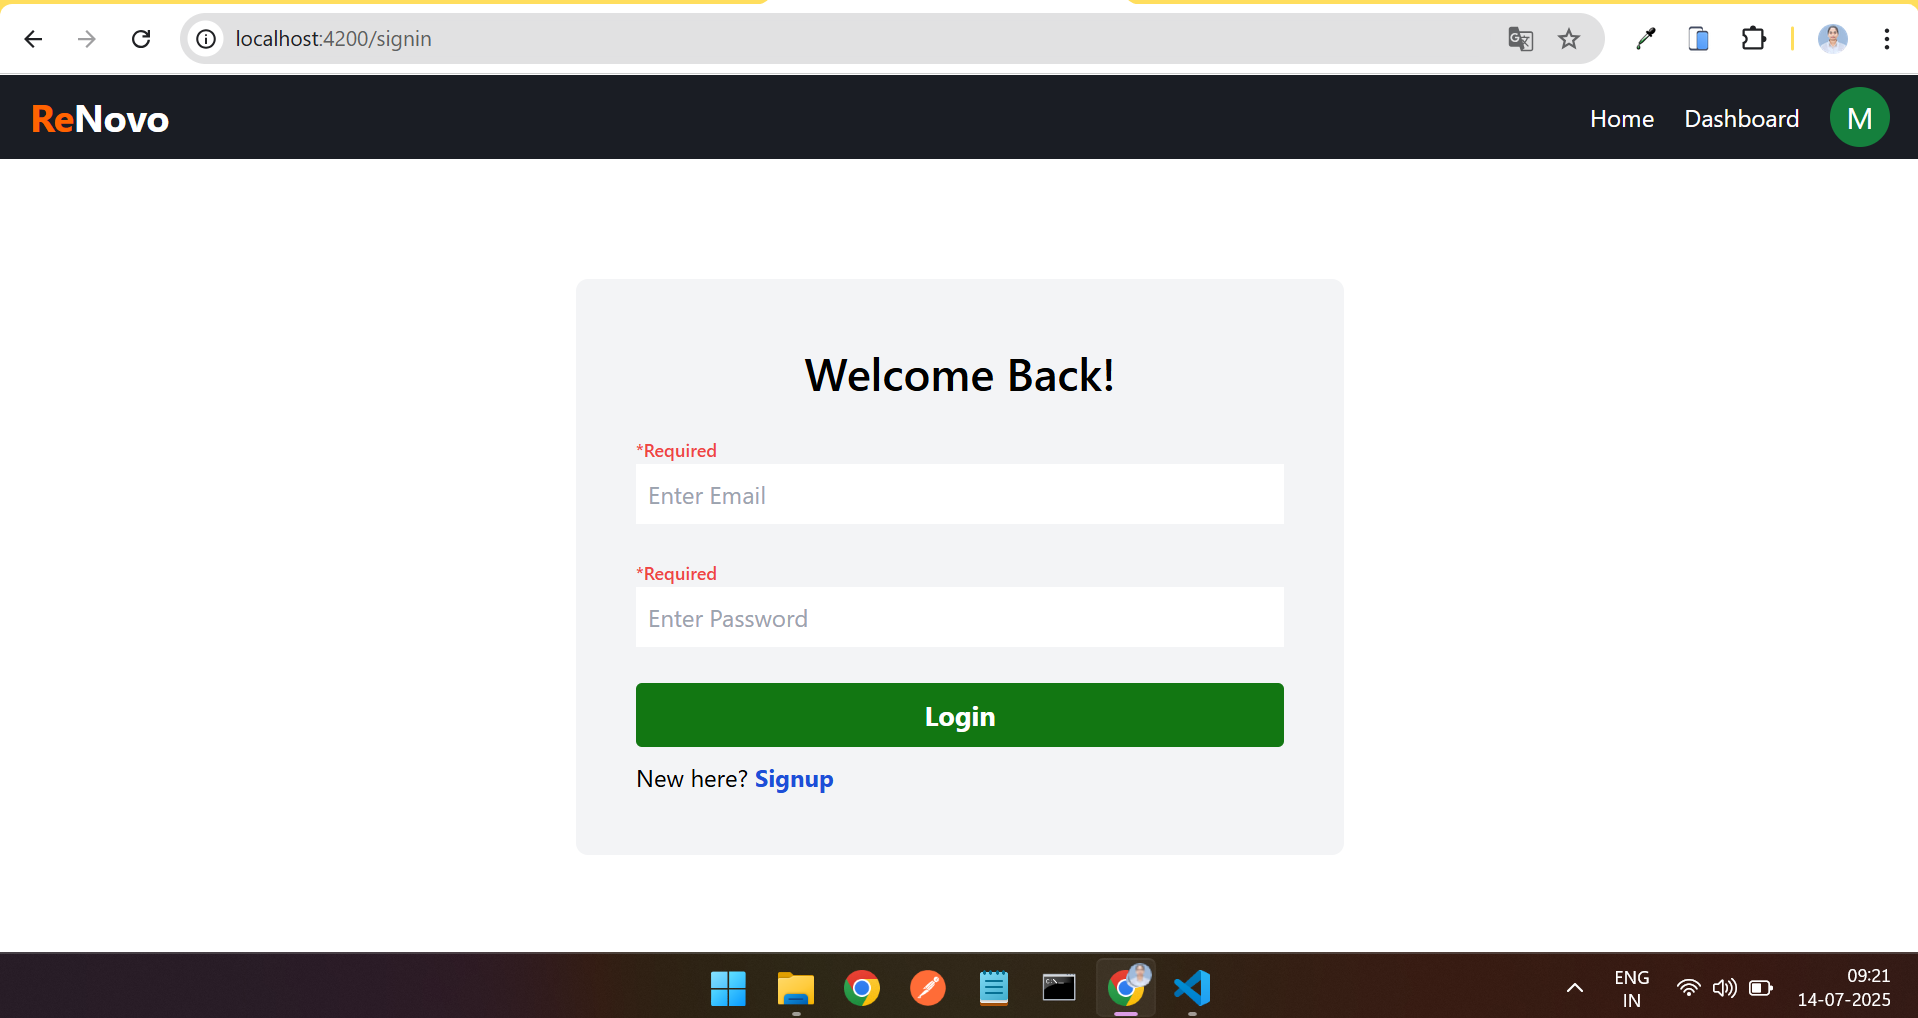 localhost:4200/signin
ReNovo
Home Dashboard M
Welcome Back!
*Required
Enter Email
*Required
Enter Password
Login
New here? Signup
ENG
IN
09:21
14-07-2025